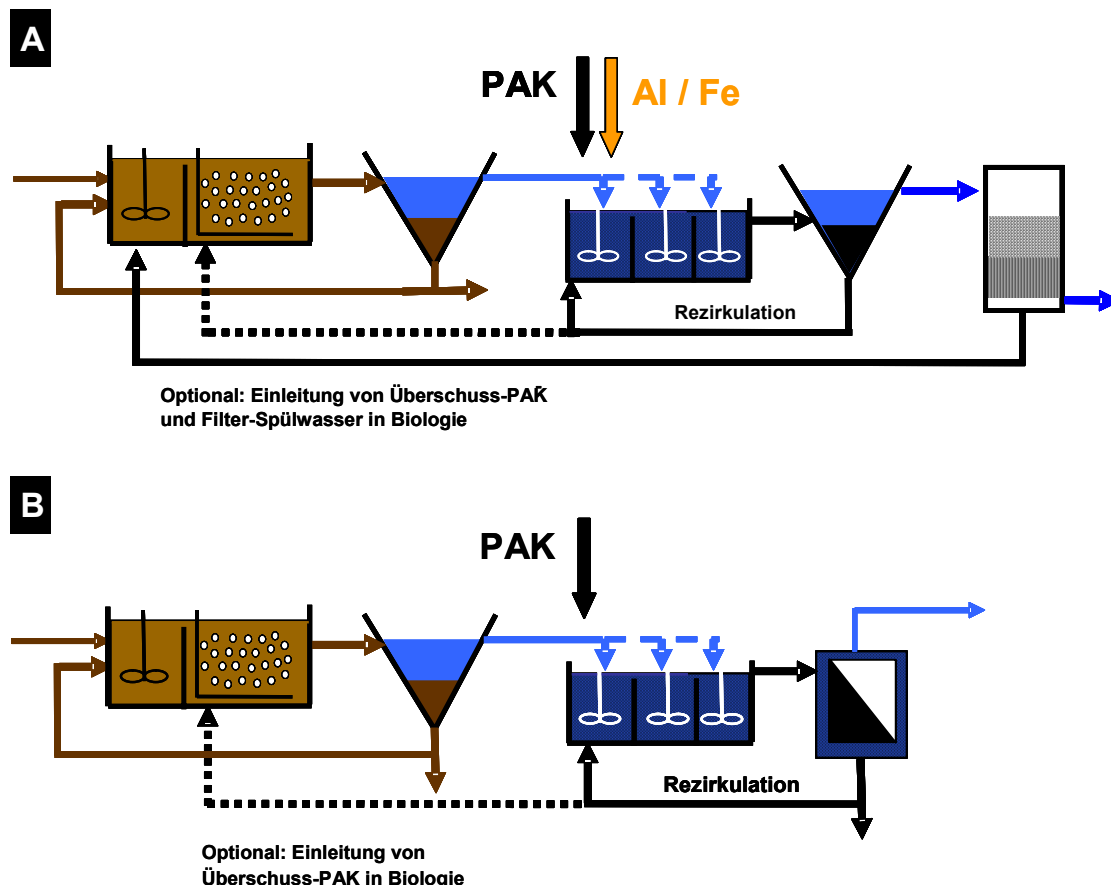 A
PAK
Al / Fe
Rezirkulation
Optional: Einleitung von Überschuss-PAK
und Filter-Spülwasser in Biologie
B
PAK
Rezirkulation
Optional: Einleitung von
Überschuss-PAK in Biologie